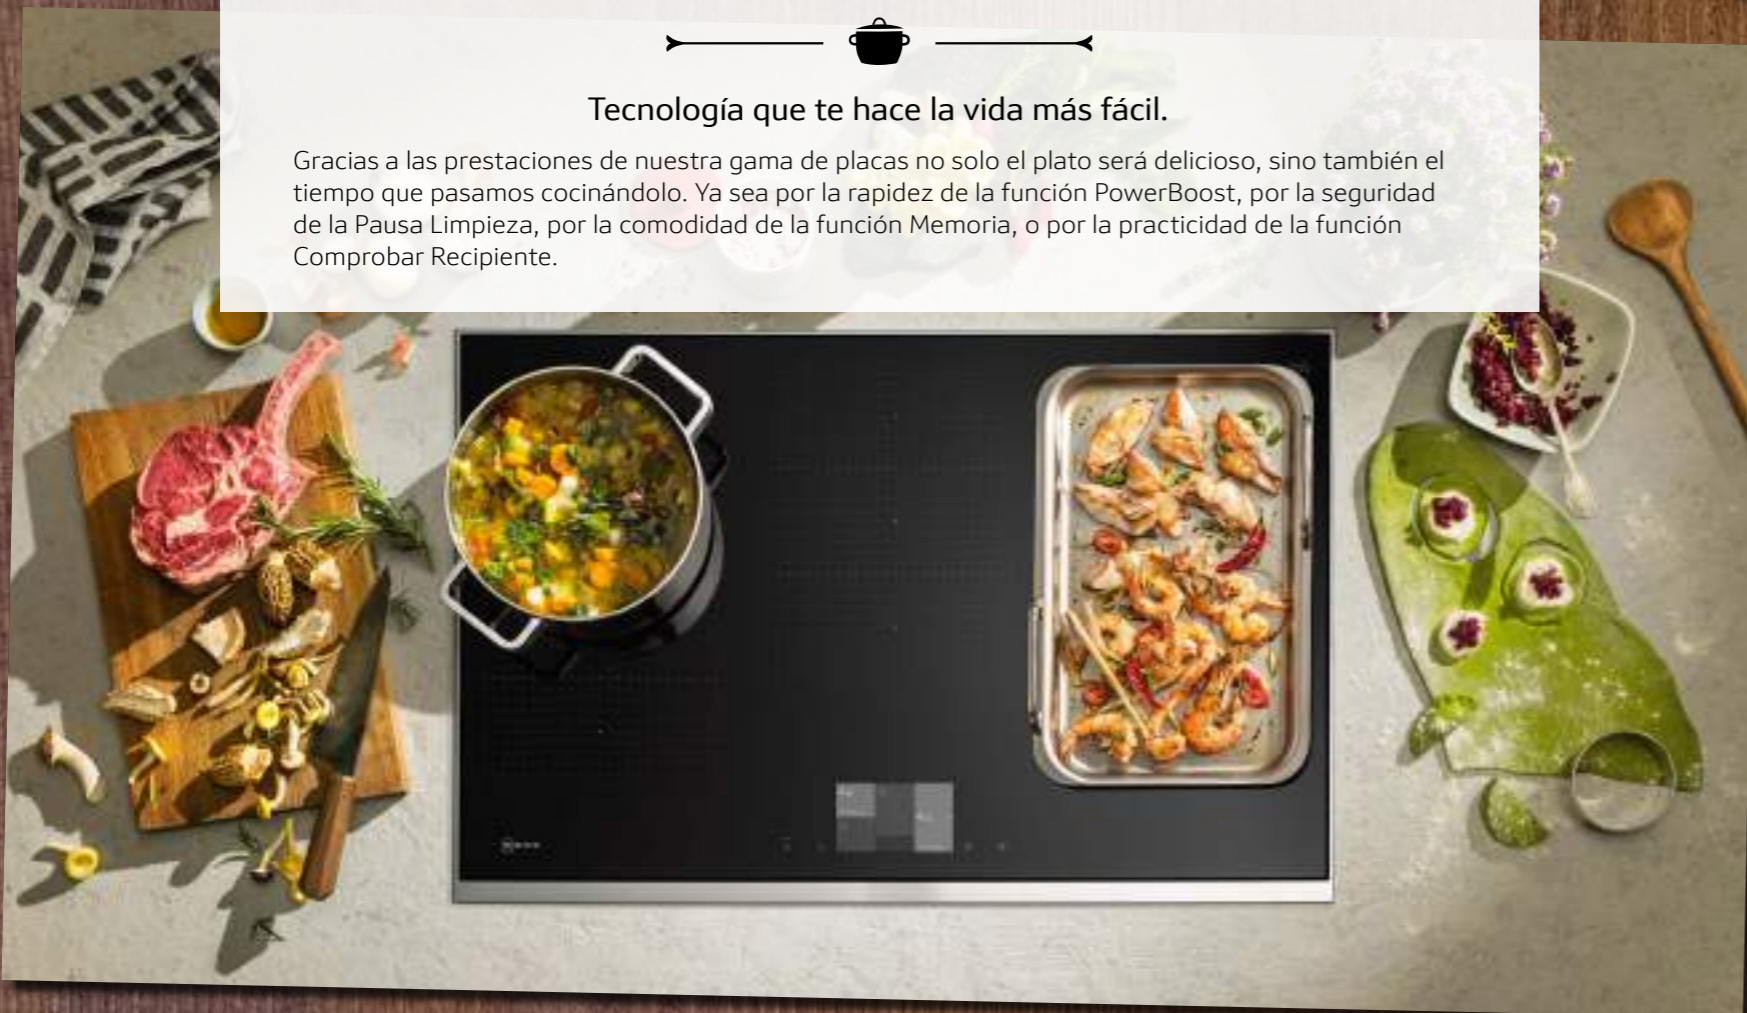 Tecnología que te hace la vida más fácil.
Gracias a las prestaciones de nuestra gama de placas no solo el plato será delicioso, sino también el
tiempo que pasamos cocinándolo. Ya sea por la rapidez de la función PowerBoost, por la seguridad
de la Pausa Limpieza, por la comodidad de la función Memoria, o por la practicidad de la función
Comprobar Recipiente.